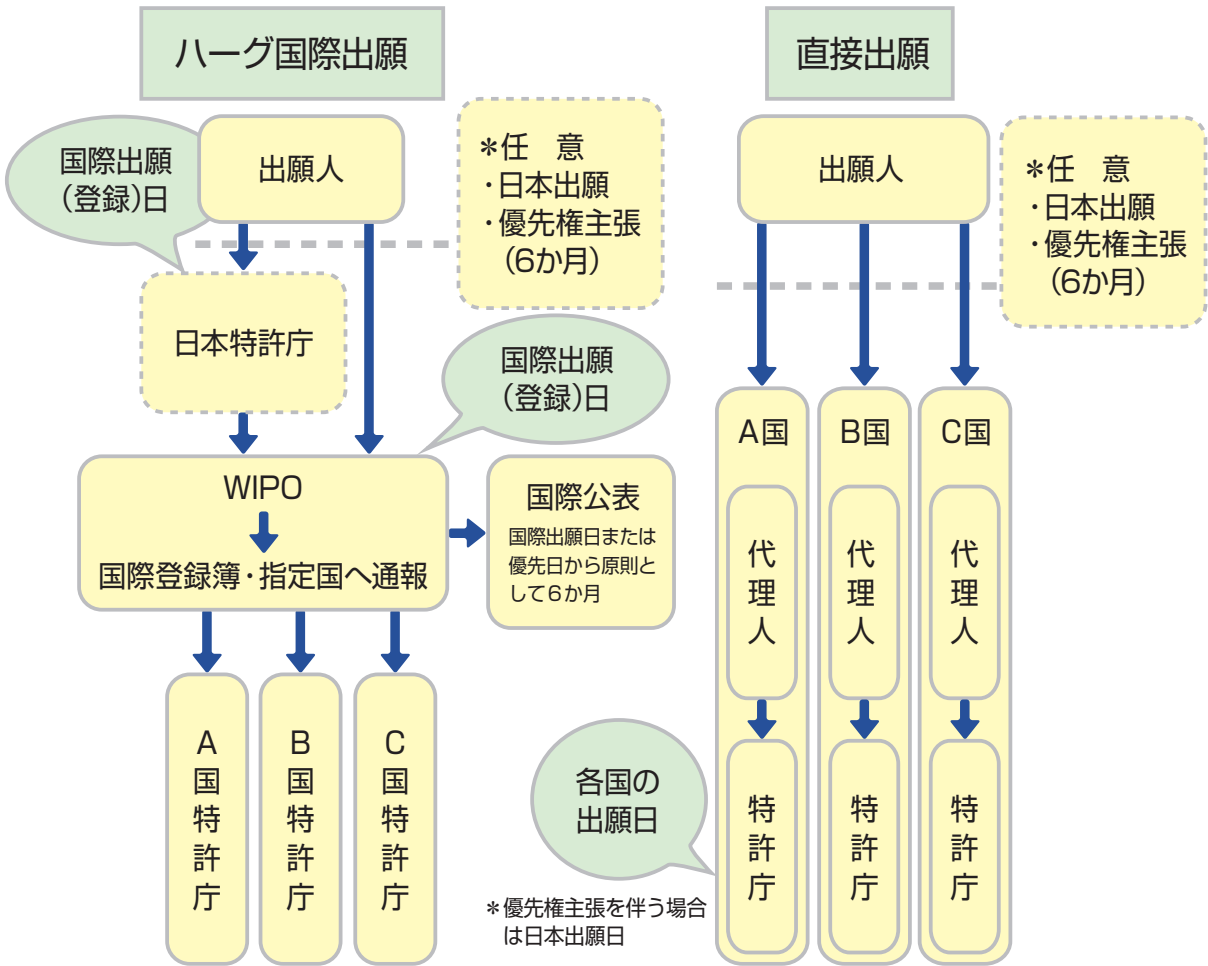 ハーグ国際出願
国際出願
（登録）日
出願人
＊任　意
・日本出願
・優先権主張
（6か月）
日本特許庁
国際出願
（登録）日
WIPO
国際登録簿・指定国へ通報
国際公表
国際出願日または
優先日から原則と
して６か月
A国特許庁
B国特許庁
C国特許庁
直接出願
出願人
＊任　意
・日本出願
・優先権主張
（6か月）
A国
代理人
特許庁
B国
代理人
特許庁
C国
代理人
特許庁
各国の
出願日
＊優先権主張を伴う場合
は日本出願日